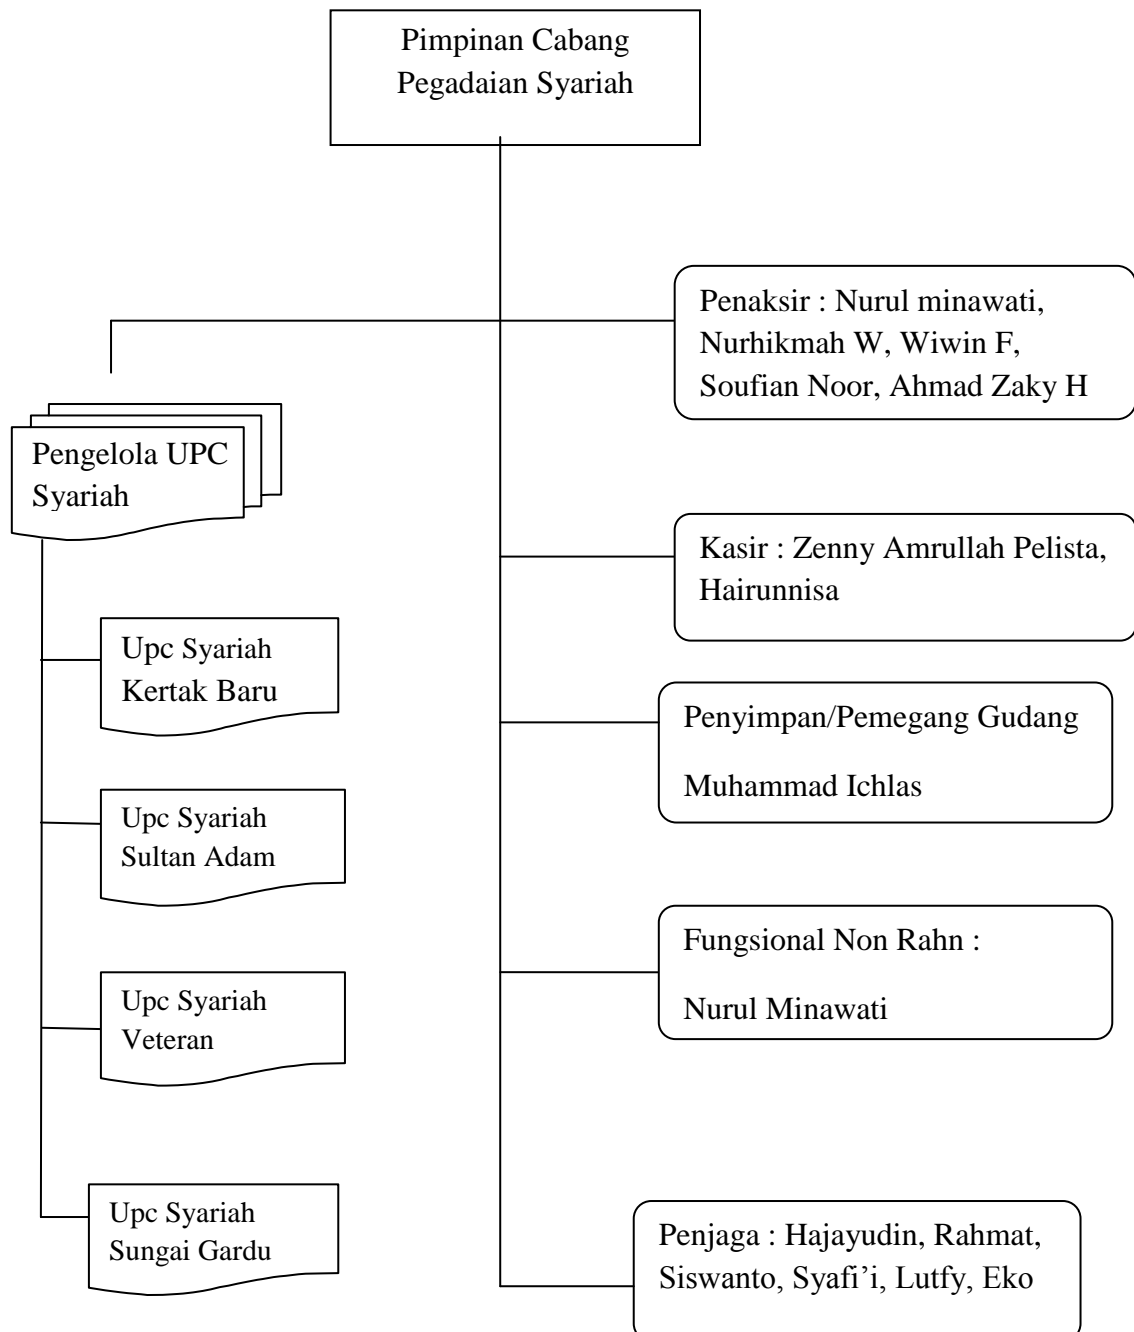 Pimpinan Cabang
Pegadaian Syariah
Penaksir : Nurul minawati,
Nurhikmah W, Wiwin F,
Soufian Noor, Ahmad Zaky H
Pengelola UPC
Syariah
Kasir : Zenny Amrullah Pelista,
Hairunnisa
Upc Syariah
Kertak Baru
Penyimpan/Pemegang Gudang
Muhammad Ichlas
Upc Syariah
Sultan Adam
Fungsional Non Rahn :
Nurul Minawati
Upc Syariah
Veteran
Upc Syariah
Sungai Gardu
Penjaga : Hajayudin, Rahmat,
Siswanto, Syafi’i, Lutfy, Eko